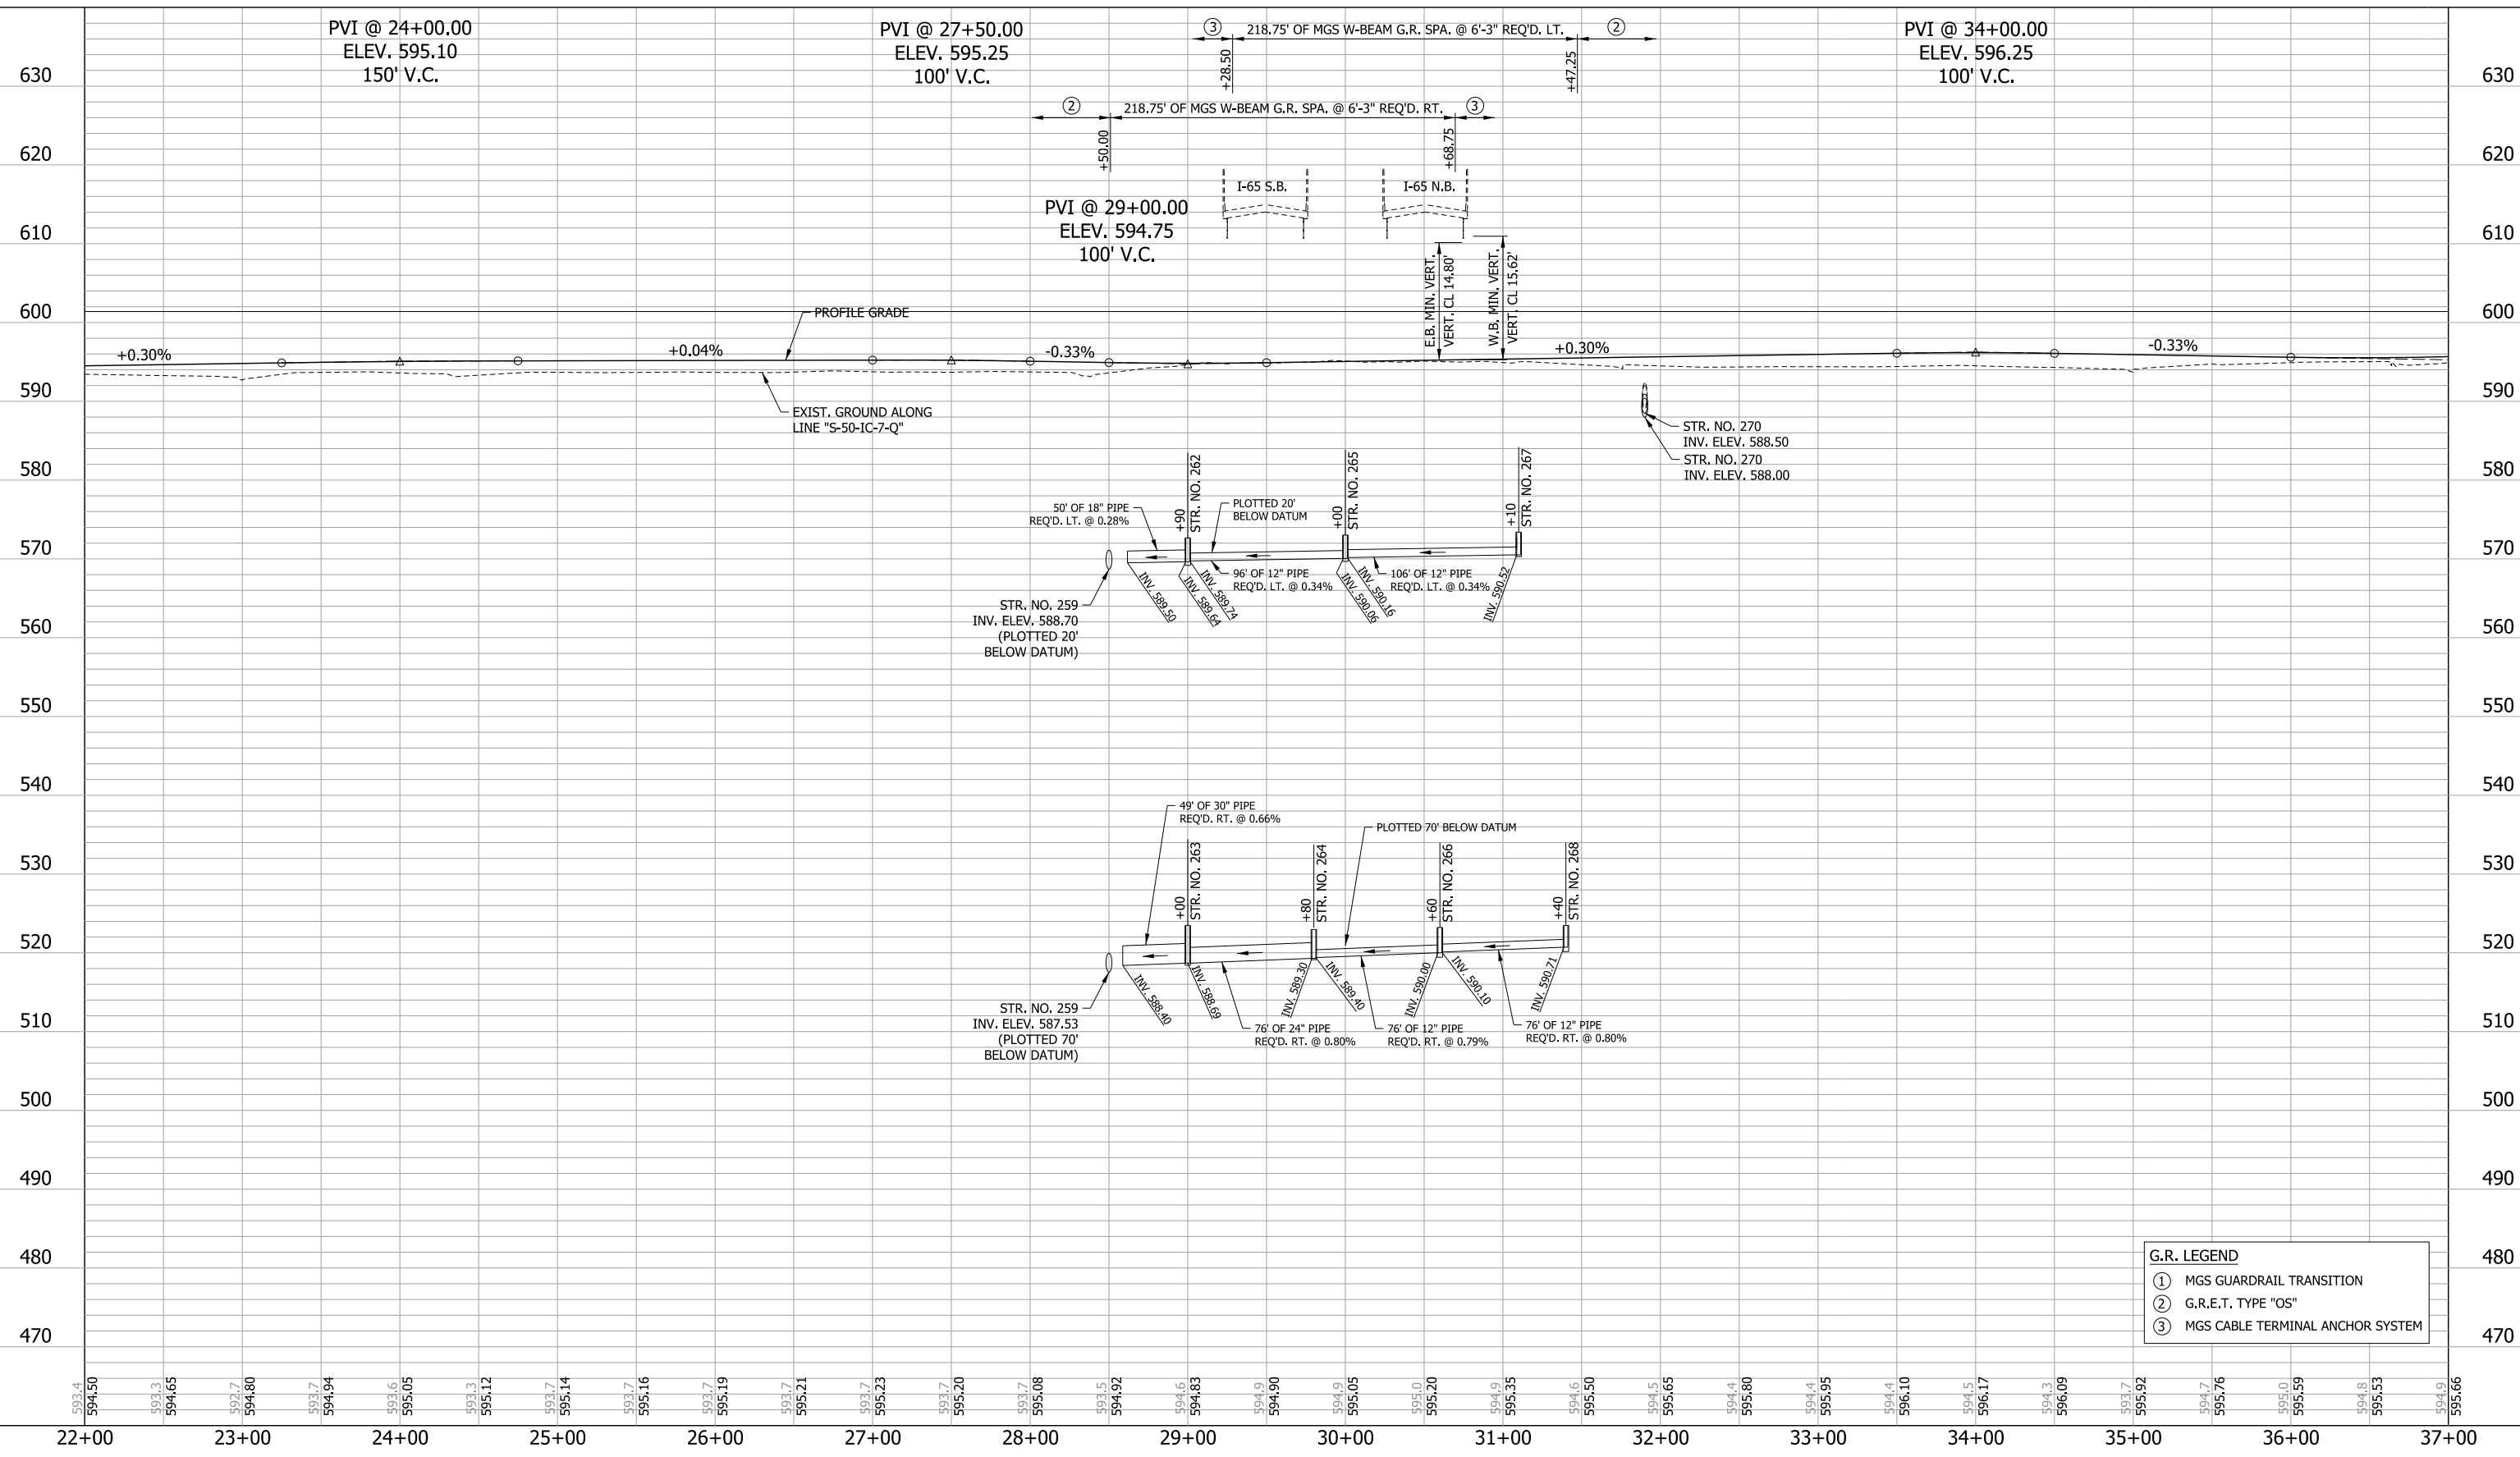 PVI @ 24+00.00
ELEV. 595.10
150' V.C.
PVI @ 27+50.00
ELEV. 595.25
100' V.C.
③
218.75' OF MGS W-BEAM G.R. SPA. @ 6'-3" REQ'D. LT.
②
+28.50
+47.25
PVI @ 34+00.00
ELEV. 596.25
100' V.C.
②
218.75' OF MGS W-BEAM G.R. SPA. @ 6'-3" REQ'D. RT.
③
+50.00
+68.75
I-65 S.B.
I-65 N.B.
PVI @ 29+00.00
ELEV. 594.75
100' V.C.
E.B. MIN. VERT.
VERT. CL 14.80'
W.B. MIN. VERT.
VERT. CL 15.62'
630 630
620 620
610 610
600 600
590 590
580 580
570 570
560 560
550 550
540 540
530 530
520 520
510 510
500 500
490 490
480 480
470 470
PROFILE GRADE
+0.30%
+0.04%
-0.33%
+0.30%
-0.33%
EXIST. GROUND ALONG
LINE "S-50-IC-7-Q"
STR. NO. 270
INV. ELEV. 588.50
STR. NO. 270
INV. ELEV. 588.00
50' OF 18" PIPE
REQ'D. LT. @ 0.28%
+90
STR. NO. 262
PLOTTED 20'
BELOW DATUM
+00
STR. NO. 265
+10
STR. NO. 267
96' OF 12" PIPE
REQ'D. LT. @ 0.34%
106' OF 12" PIPE
REQ'D. LT. @ 0.34%
INV. 589.50
INV. 589.64
INV. 589.74
INV. 590.06
INV. 590.16
INV. 590.52
STR. NO. 259
INV. ELEV. 588.70
(PLOTTED 20'
BELOW DATUM)
49' OF 30" PIPE
REQ'D. RT. @ 0.66%
PLOTTED 70' BELOW DATUM
+00
STR. NO. 263
+80
STR. NO. 264
+60
STR. NO. 266
+40
STR. NO. 268
INV. 588.40
INV. 588.69
INV. 589.30
INV. 589.40
INV. 590.00
INV. 590.10
INV. 590.71
STR. NO. 259
INV. ELEV. 587.53
(PLOTTED 70'
BELOW DATUM)
76' OF 24" PIPE
REQ'D. RT. @ 0.80%
76' OF 12" PIPE
REQ'D. RT. @ 0.79%
76' OF 12" PIPE
REQ'D. RT. @ 0.80%
G.R. LEGEND
① MGS GUARDRAIL TRANSITION
② G.R.E.T. TYPE "OS"
③ MGS CABLE TERMINAL ANCHOR SYSTEM
593.4 594.50
593.3 594.65
592.7 594.80
593.7 594.94
593.6 595.05
593.3 595.12
593.7 595.14
593.7 595.16
593.7 595.19
593.7 595.21
593.7 595.23
593.7 595.20
593.7 595.08
593.5 594.92
594.6 594.83
594.9 594.90
594.9 595.05
595.0 595.20
594.9 595.35
594.6 595.50
594.5 595.65
594.4 595.80
594.4 595.95
594.4 596.10
594.5 596.17
594.3 596.09
593.7 595.92
594.7 595.76
595.0 595.59
594.8 595.53
594.9 595.66
22+00 23+00 24+00 25+00 26+00 27+00 28+00 29+00 30+00 31+00 32+00 33+00 34+00 35+00 36+00 37+00